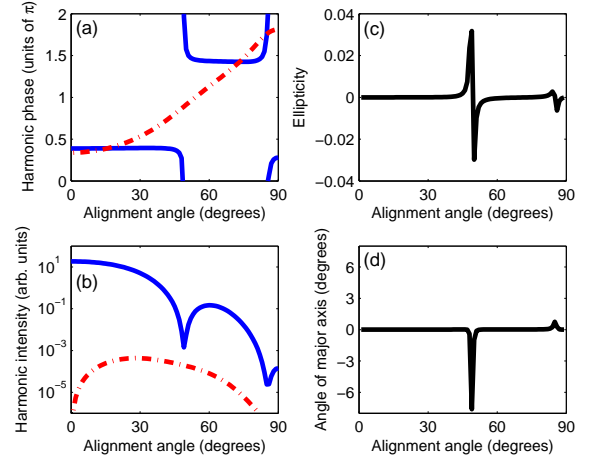 (a)
Harmonic phase (units of π)
2
1.5
1
0.5
0
0 30 60 90
Alignment angle (degrees)
(c)
Ellipticity
0.04
0.02
0
−0.02
−0.04
0 30 60 90
Alignment angle (degrees)
(b)
Harmonic intensity (arb. units)
10^1
10^−1
10^−3
10^−5
0 30 60 90
Alignment angle (degrees)
(d)
Angle of major axis (degrees)
6
3
0
−3
−6
0 30 60 90
Alignment angle (degrees)